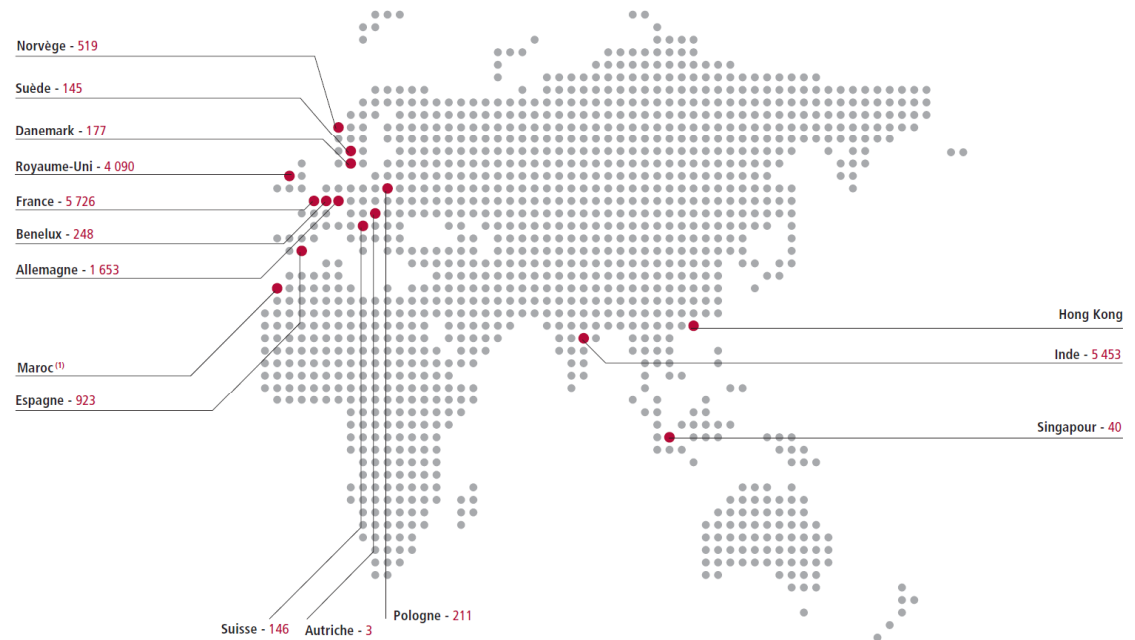 Norvège - 519
Suède - 145
Danemark - 177
Royaume-Uni - 4 090
France - 5 726
Benelux - 248
Allemagne - 1 653
Maroc (1)
Espagne - 923
Suisse - 146
Autriche - 3
Pologne - 211
Hong Kong
Inde - 5 453
Singapour - 40